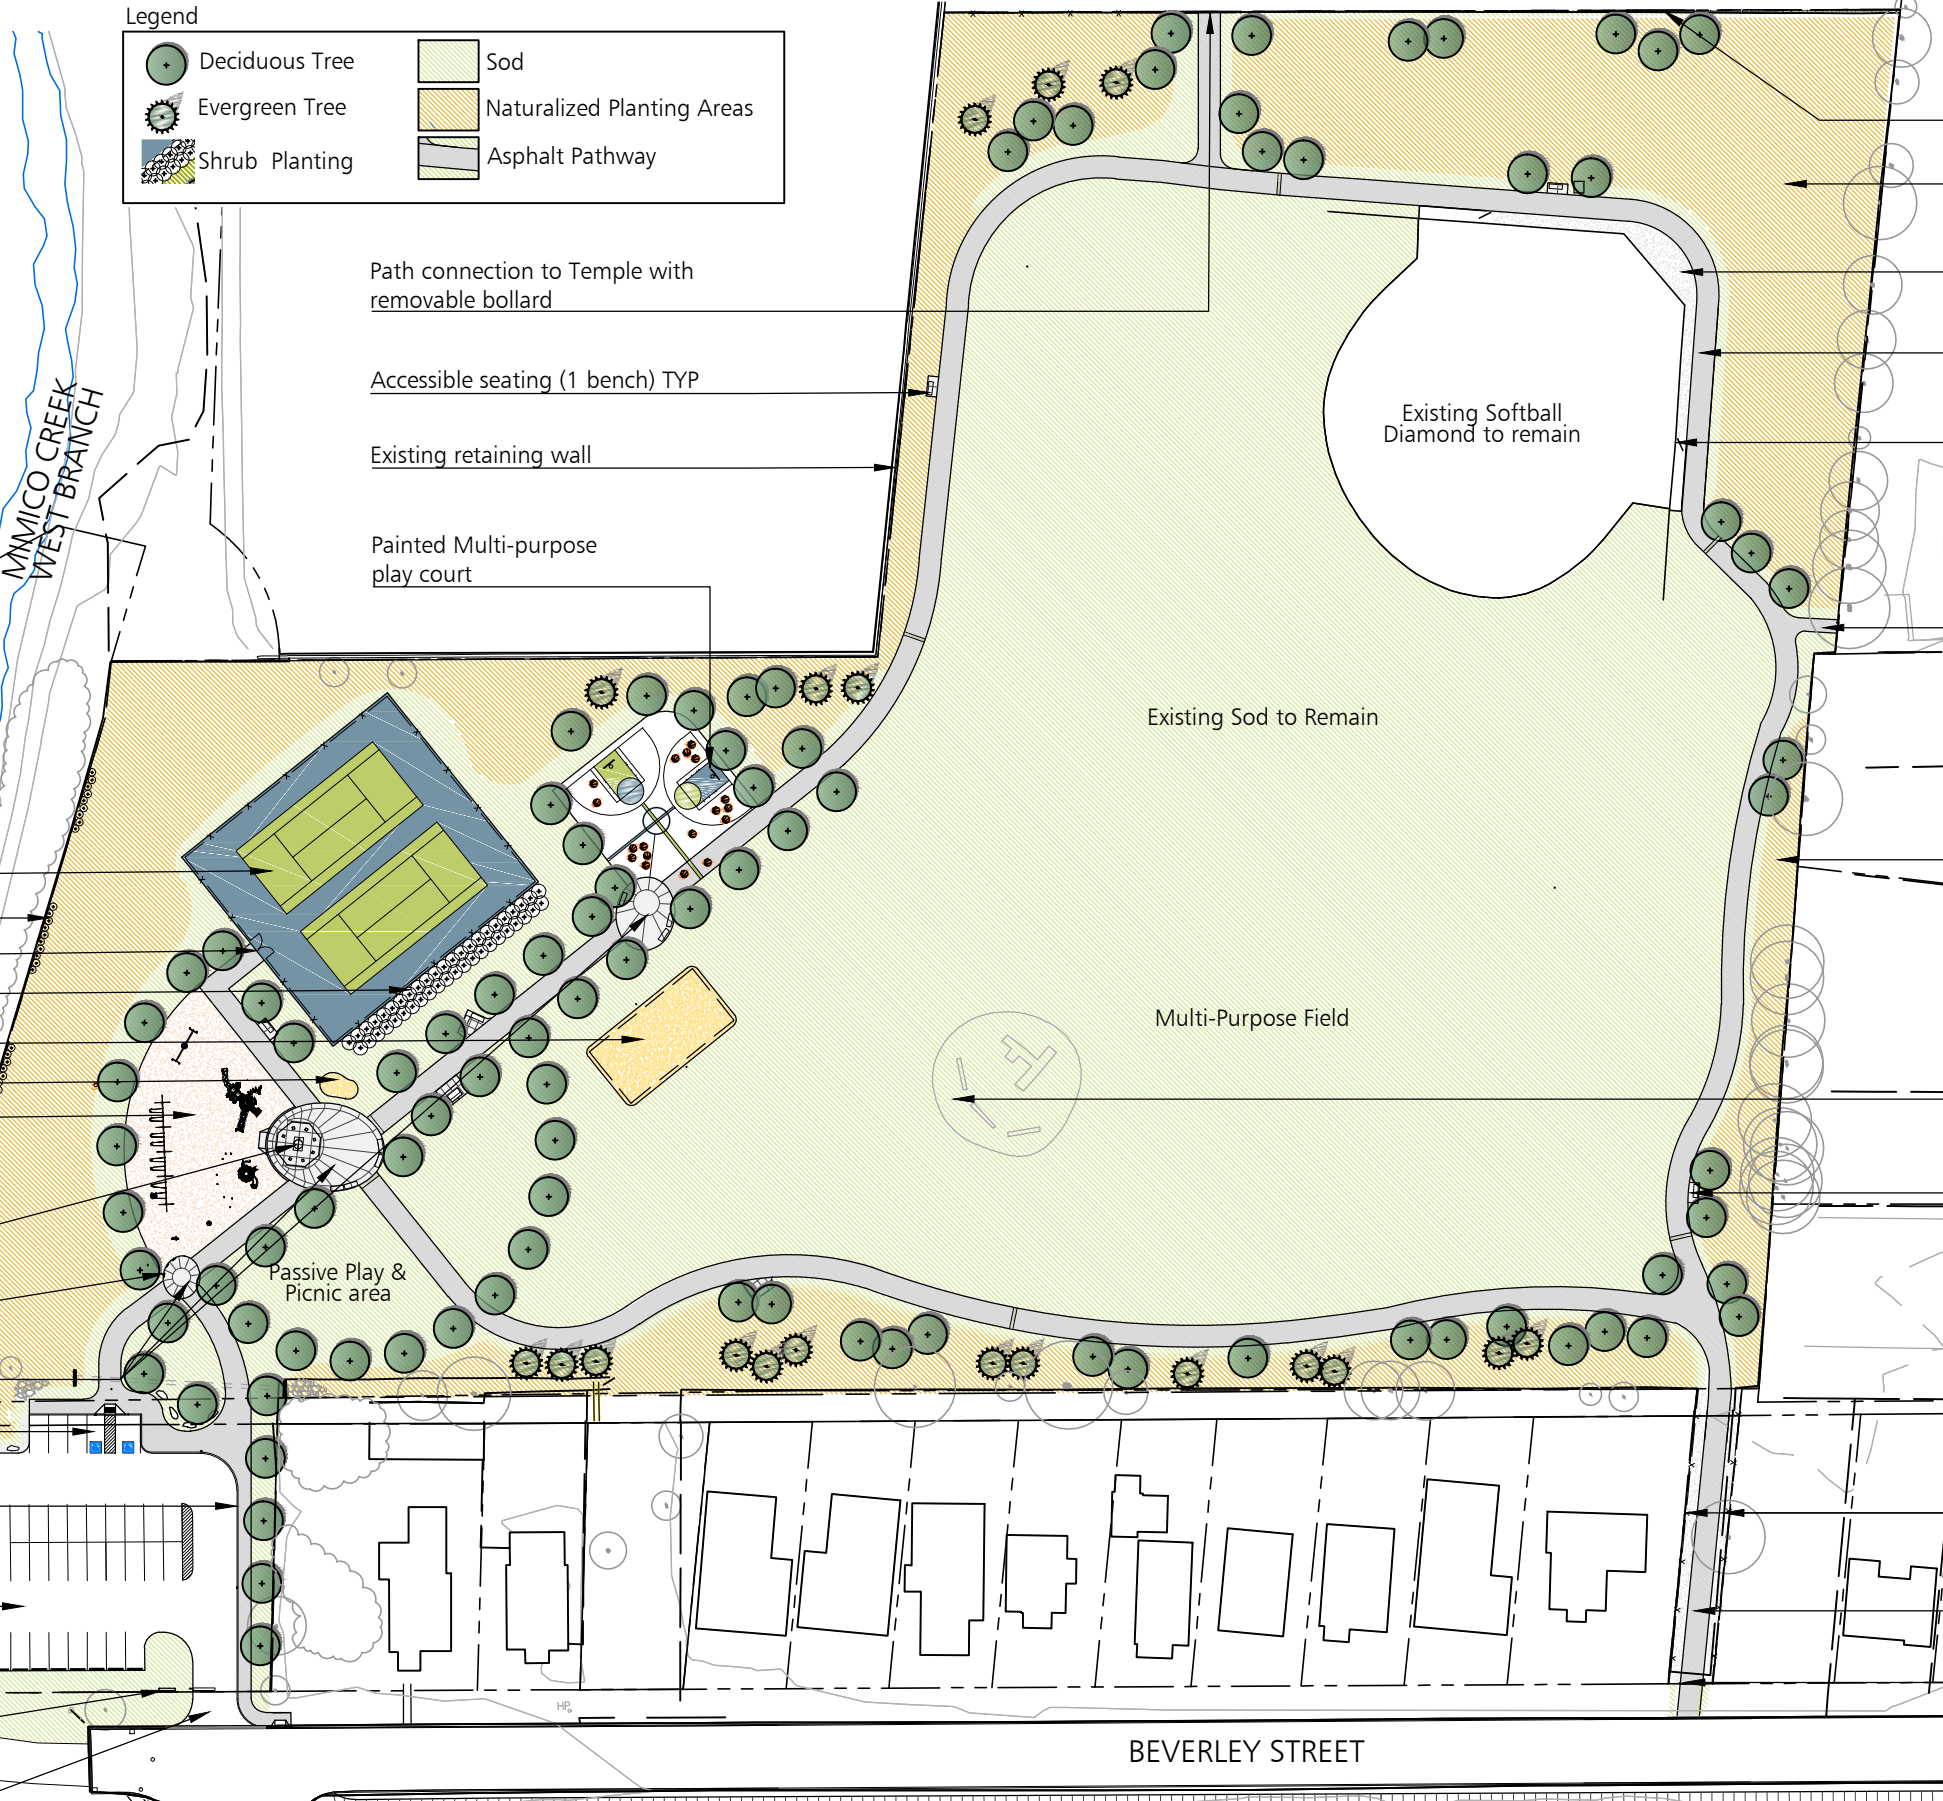 Legend
Deciduous Tree
Evergreen Tree
Shrub Planting
Sod
Naturalized Planting Areas
Asphalt Pathway
Path connection to Temple with
removable bollard
Accessible seating (1 bench) TYP
Existing retaining wall
Painted Multi-purpose
play court
MIMICO CREEK
WEST BRANCH
Existing Softball
Diamond to remain
Existing Sod to Remain
Multi-Purpose Field
Passive Play &
Picnic area
HP
BEVERLEY STREET